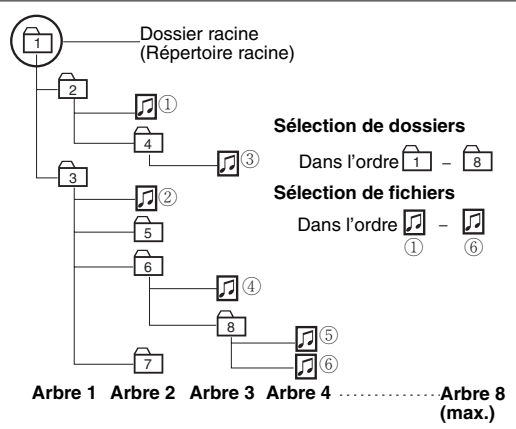 1
Dossier racine
(Répertoire racine)
2
①
4
③
3
②
5
6
④
8
⑤
⑥
7
Sélection de dossiers
Dans l'ordre 1 – 8
Sélection de fichiers
Dans l'ordre –
① ⑥
Arbre 1 Arbre 2 Arbre 3 Arbre 4 ............... Arbre 8
(max.)